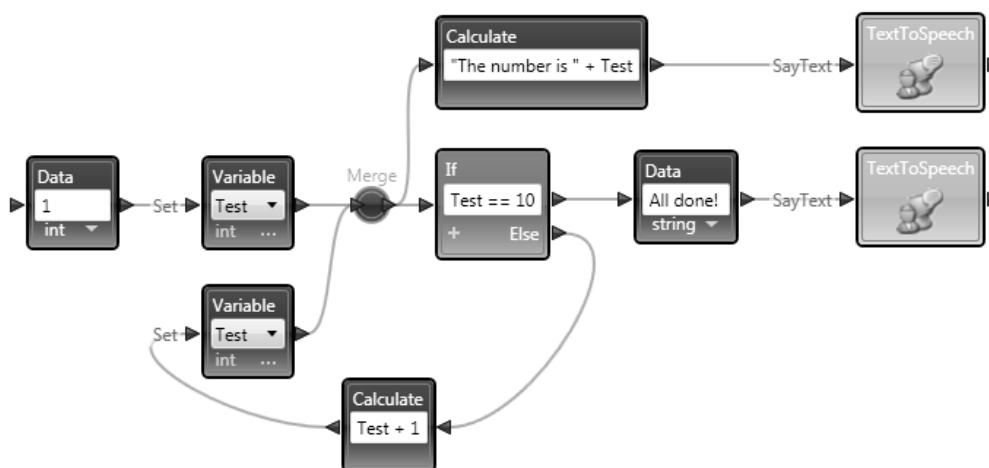 Calculate
"The number is " + Test
SayText
TextToSpeech
Data
1
int
Set
Variable
Test
int ...
Merge
If
Test == 10
+ Else
Data
All done!
string
SayText
TextToSpeech
Set
Variable
Test
int ...
Calculate
Test + 1